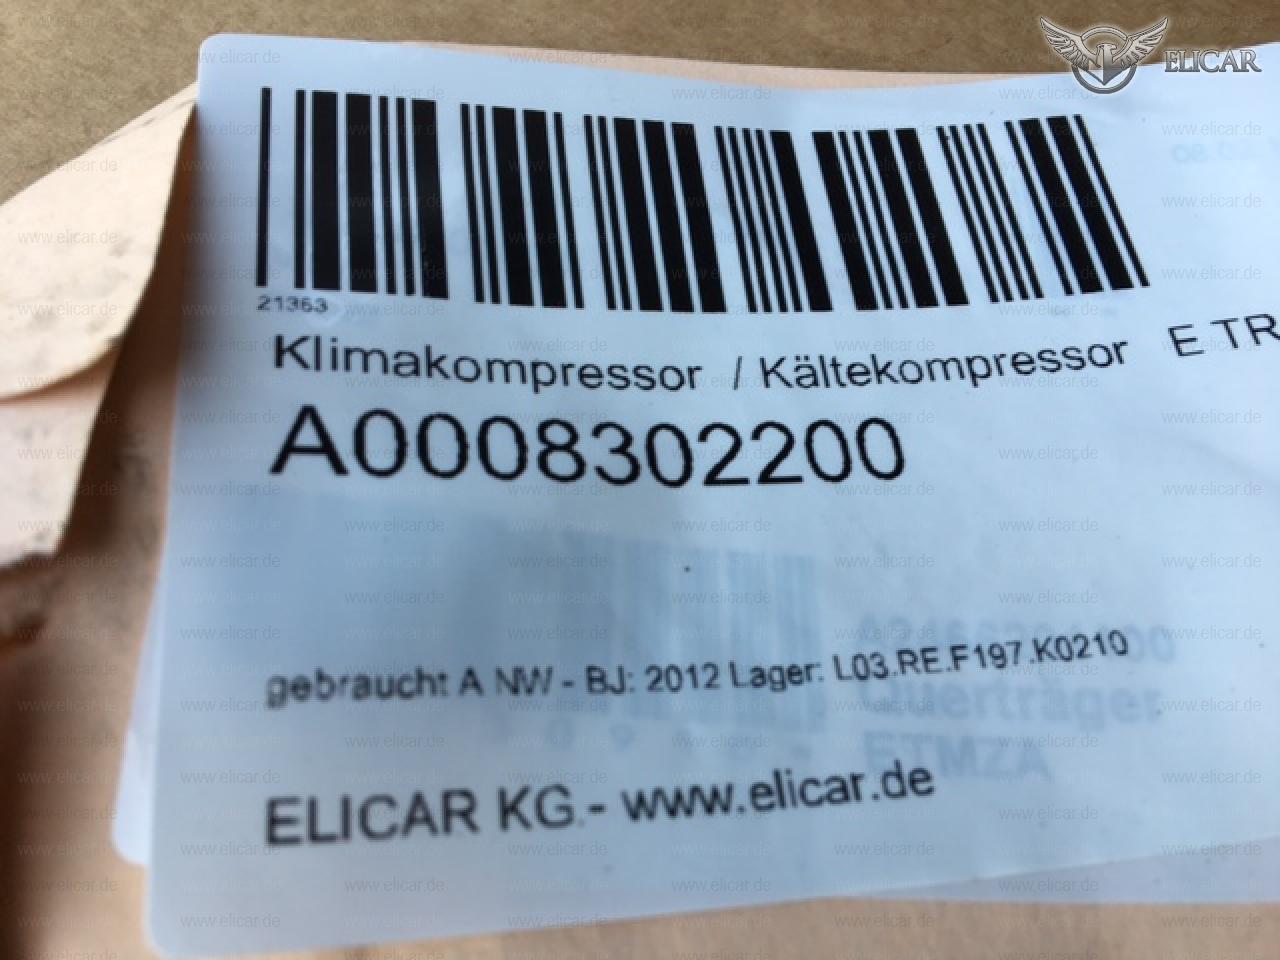 ELICAR
21363
Klimakompressor / Kältekompressor E TR
A0008302200
gebraucht A NW - BJ: 2012 Lager: L03.RE.F197.K0210
Querträger
ETMZA
ELICAR KG.- www.elicar.de